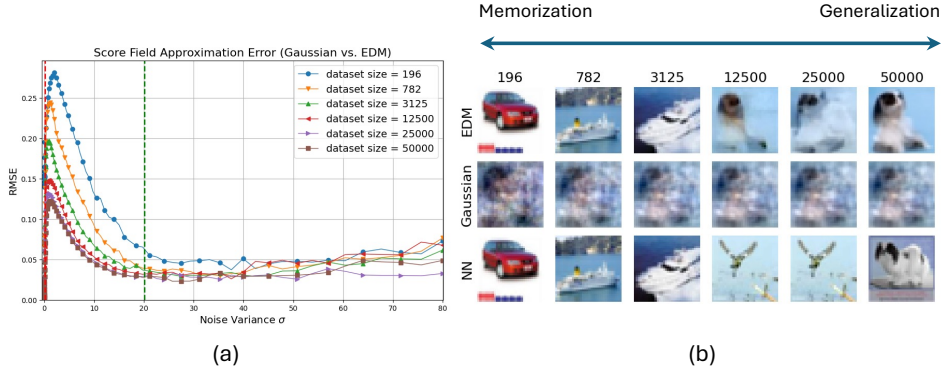 Memorization
Generalization
Score Field Approximation Error (Gaussian vs. EDM)
RMSE
0.25
0.20
0.15
0.10
0.05
0.00
dataset size = 196
dataset size = 782
dataset size = 3125
dataset size = 12500
dataset size = 25000
dataset size = 50000
0 10 20 30 40 50 60 70 80
Noise Variance σ
(a)
196 782 3125 12500 25000 50000
EDM
Gaussian
NN
(b)